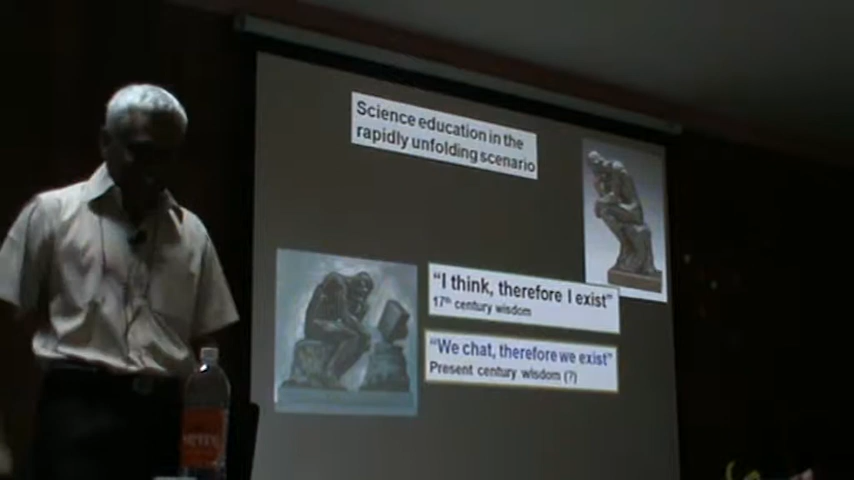 Science education in the
rapidly unfolding scenario
"I think, therefore I exist"
17th century wisdom
"We chat, therefore we exist"
Present century wisdom (?)